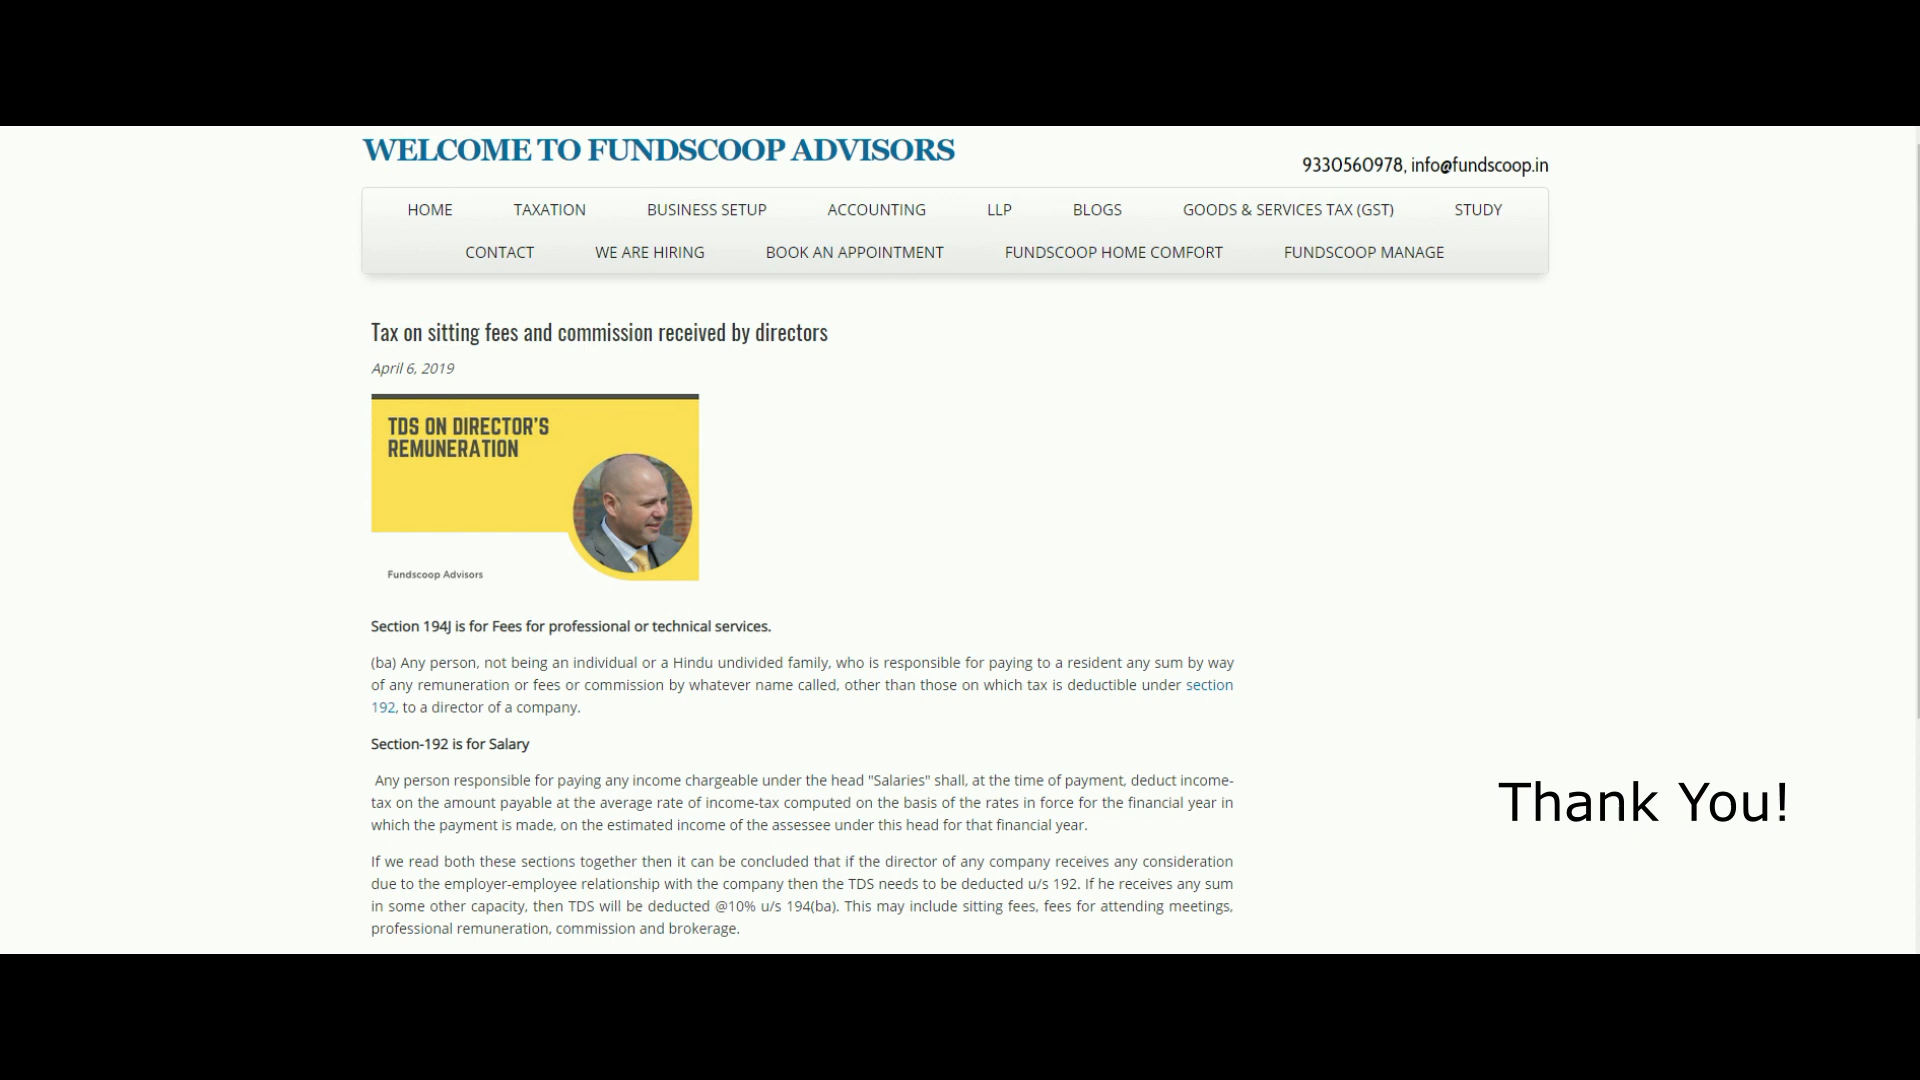 WELCOME TO FUNDSCOOP ADVISORS
9330560978, info@fundscoop.in
HOME TAXATION BUSINESS SETUP ACCOUNTING LLP BLOGS GOODS & SERVICES TAX (GST) STUDY
CONTACT WE ARE HIRING BOOK AN APPOINTMENT FUNDSCOOP HOME COMFORT FUNDSCOOP MANAGE
Tax on sitting fees and commission received by directors
April 6, 2019
TDS ON DIRECTOR'S
REMUNERATION
Fundscoop Advisors
Section 194J is for Fees for professional or technical services.
(ba) Any person, not being an individual or a Hindu undivided family, who is responsible for paying to a resident any sum by way
of any remuneration or fees or commission by whatever name called, other than those on which tax is deductible under section
192, to a director of a company.
Section-192 is for Salary
Any person responsible for paying any income chargeable under the head "Salaries" shall, at the time of payment, deduct income-
tax on the amount payable at the average rate of income-tax computed on the basis of the rates in force for the financial year in
which the payment is made, on the estimated income of the assessee under this head for that financial year.
If we read both these sections together then it can be concluded that if the director of any company receives any consideration
due to the employer-employee relationship with the company then the TDS needs to be deducted u/s 192. If he receives any sum
in some other capacity, then TDS will be deducted @10% u/s 194(ba). This may include sitting fees, fees for attending meetings,
professional remuneration, commission and brokerage.
Thank You!